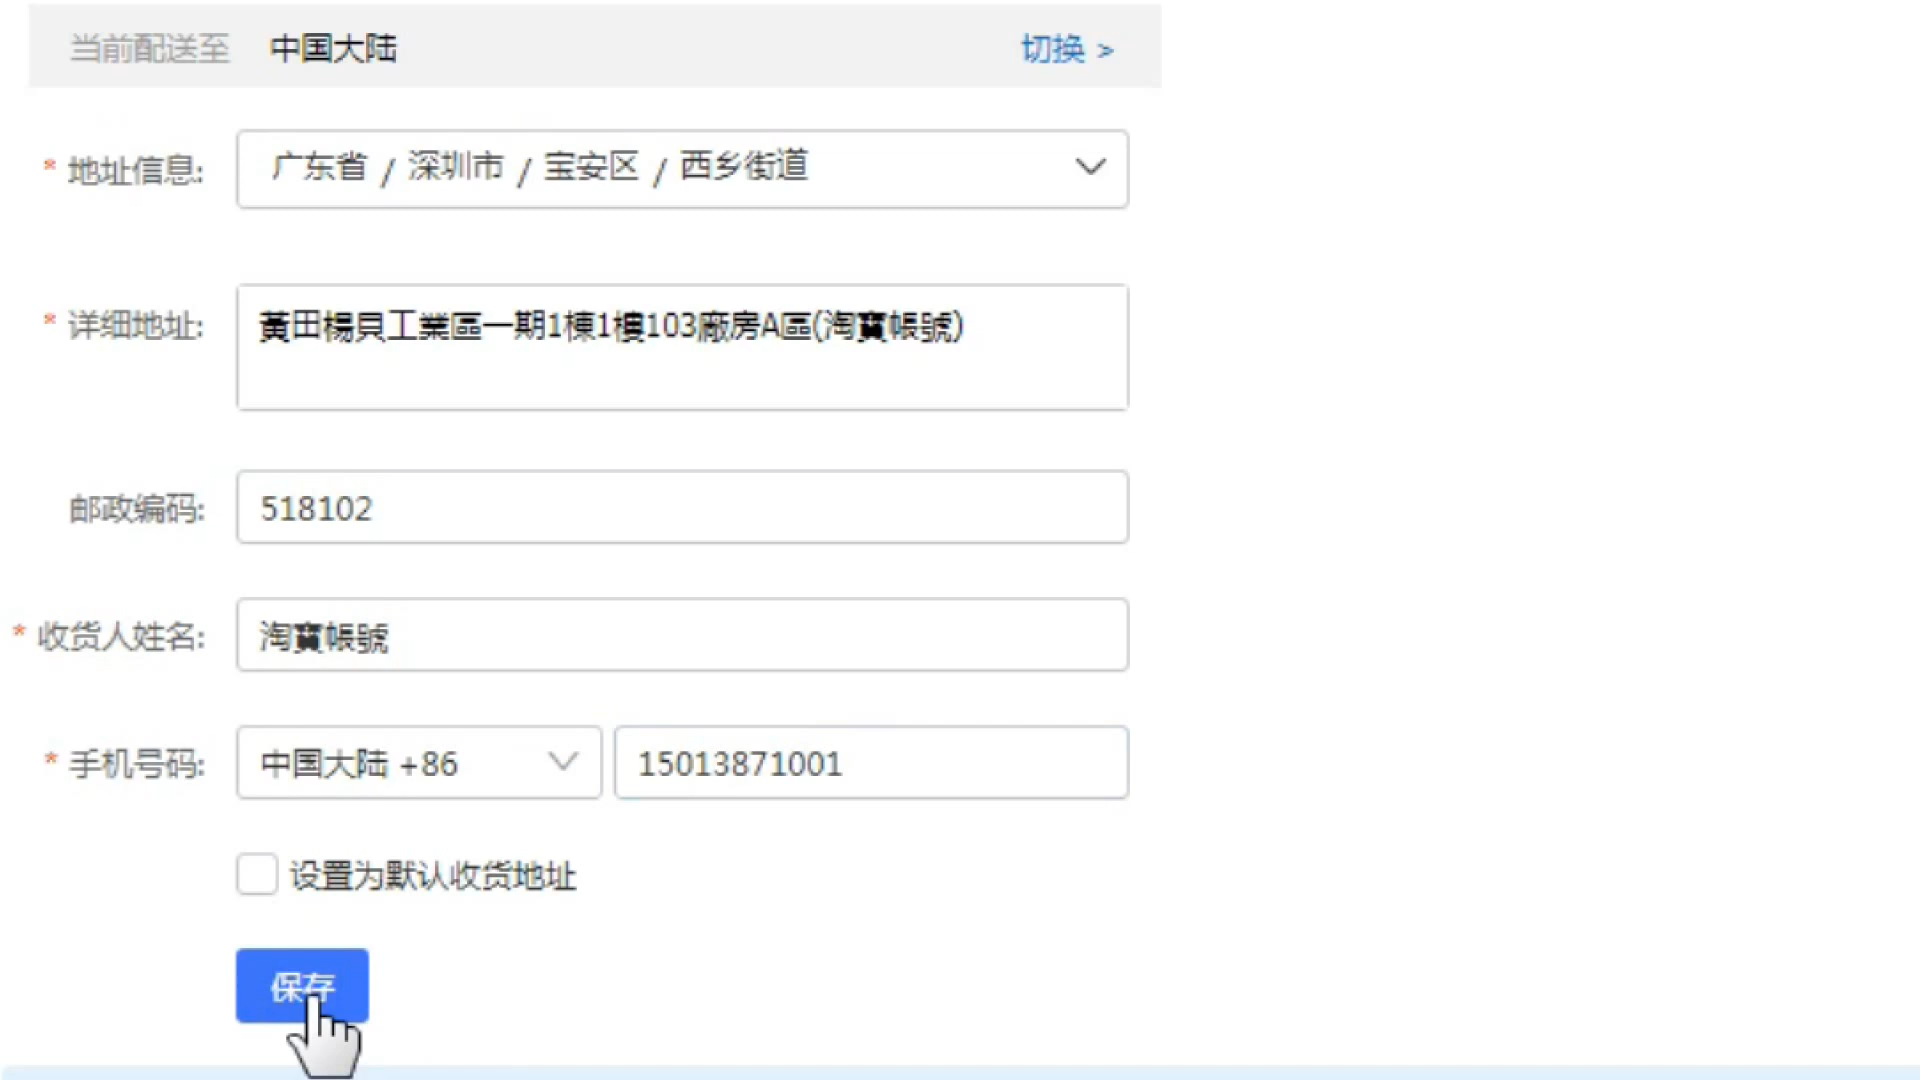 当前配送至 中国大陆 切换 >
* 地址信息: 广东省 / 深圳市 / 宝安区 / 西乡街道
* 详细地址: 黃田楊貝工業區一期1棟1樓103廠房A區(淘寶帳號)
邮政编码: 518102
* 收货人姓名: 淘寶帳號
* 手机号码: 中国大陆 +86 15013871001
设置为默认收货地址
保存